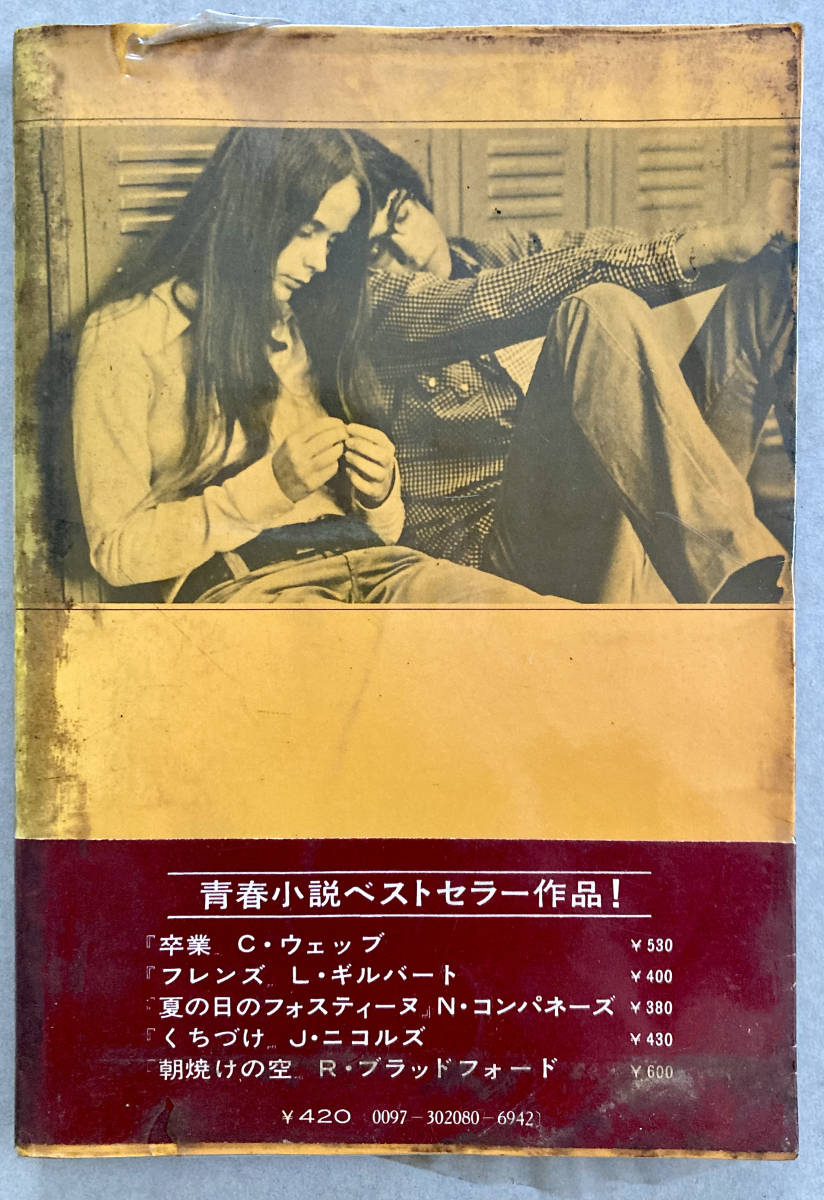 青春小説ベストセラー作品!
『卒業』 C・ウェッブ ¥530
『フレンズ』 L・ギルバート ¥400
『夏の日のフォスティーヌ』N・コンパネーズ ¥380
『くちづけ』 J・ニコルズ ¥430
『朝焼けの空』 R・ブラッドフォード ¥600
¥420 0097-302080-6942